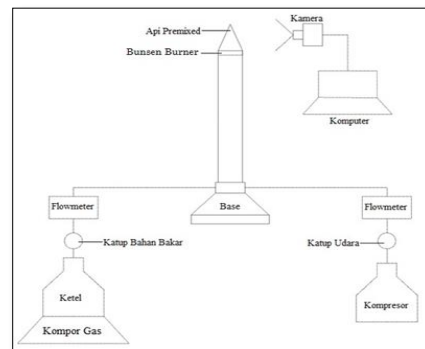 Kamera
Api Premixed
Bunsen Burner
Komputer
Flowmeter
Base
Flowmeter
Katup Bahan Bakar
Katup Udara
Ketel
Kompresor
Kompor Gas